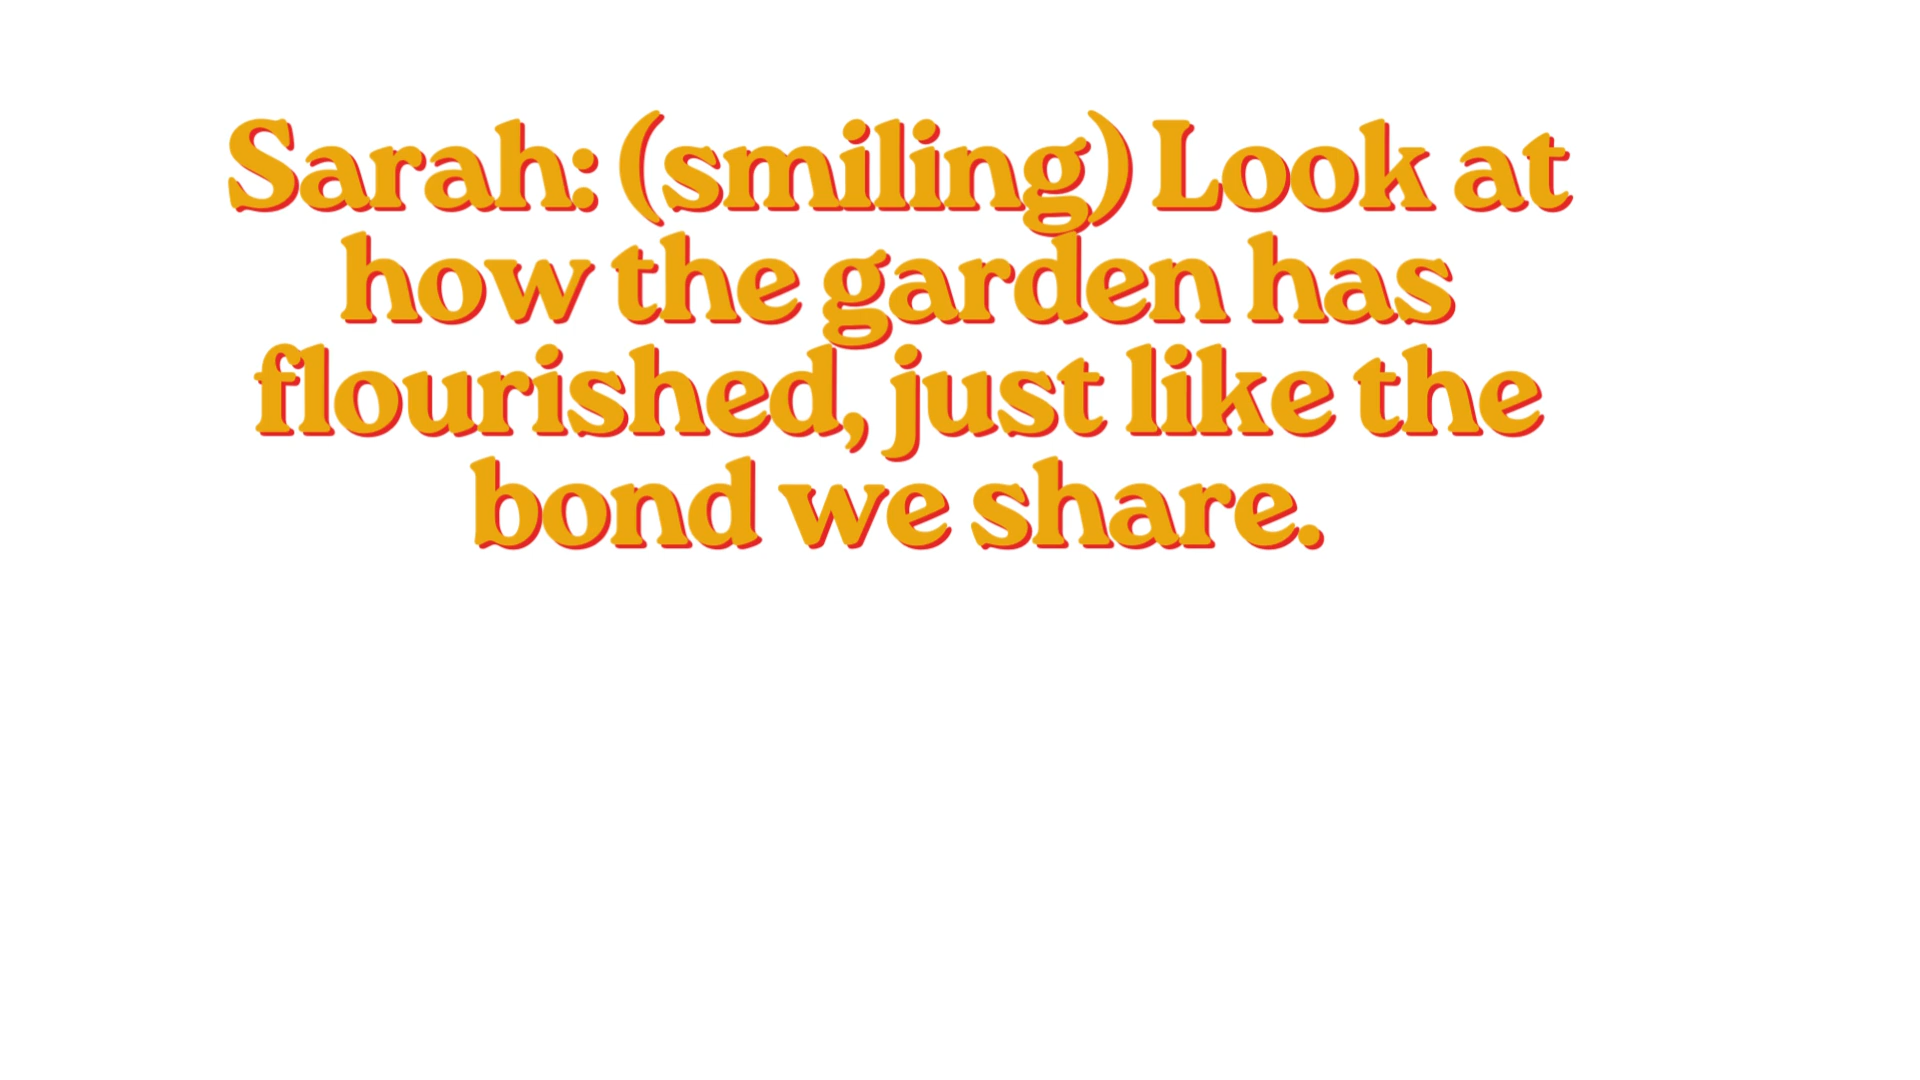 Sarah: (smiling) Look at
how the garden has
flourished, just like the
bond we share.